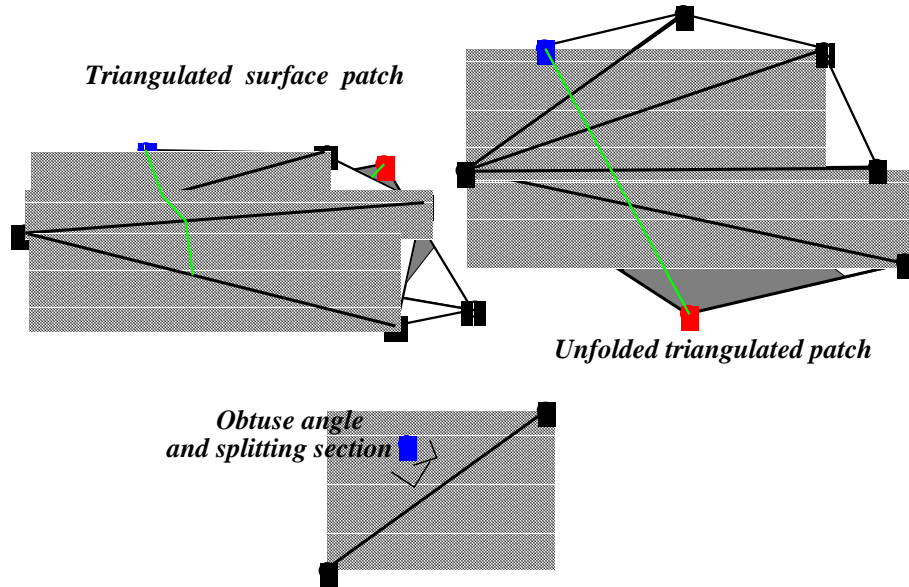 Triangulated surface patch
Unfolded triangulated patch
Obtuse angle
and splitting section